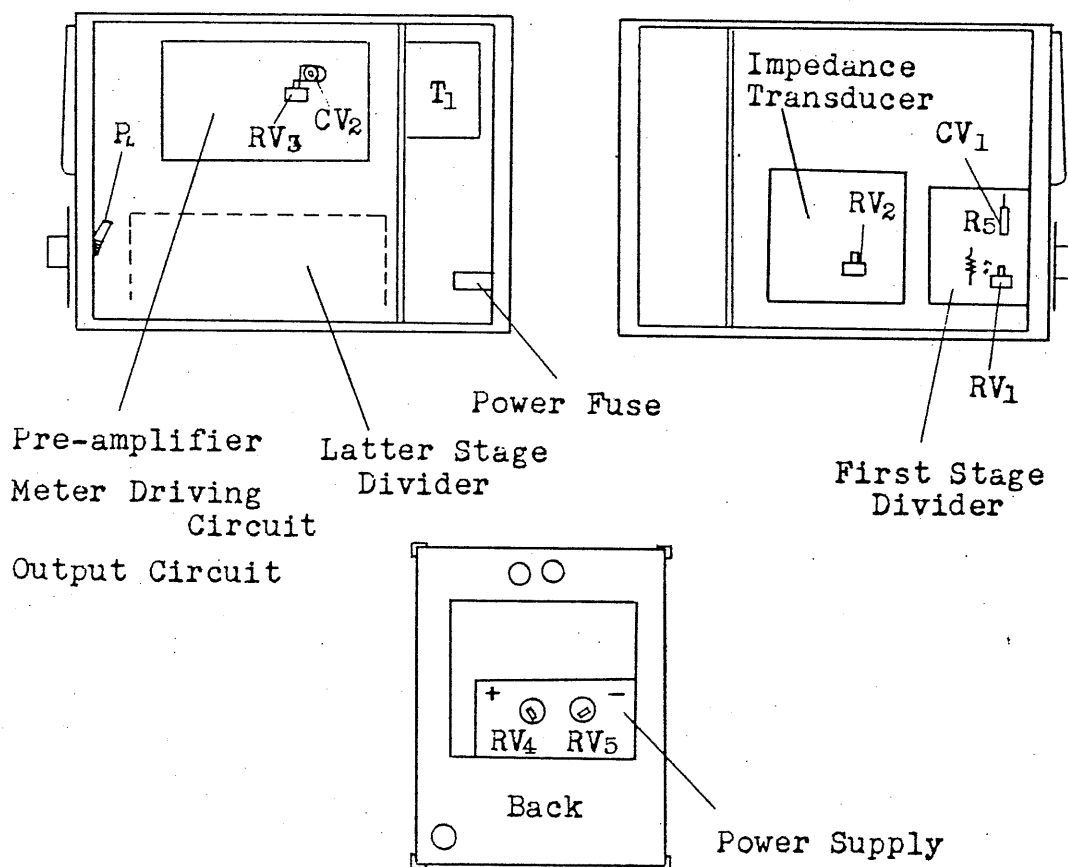 PL
RV3
CV2
T1
Power Fuse
Pre-amplifier
Meter Driving
Circuit
Output Circuit
Latter Stage
Divider
Impedance
Transducer
CV1
RV2
R5
RV1
First Stage
Divider
+
−
RV4
RV5
Back
Power Supply